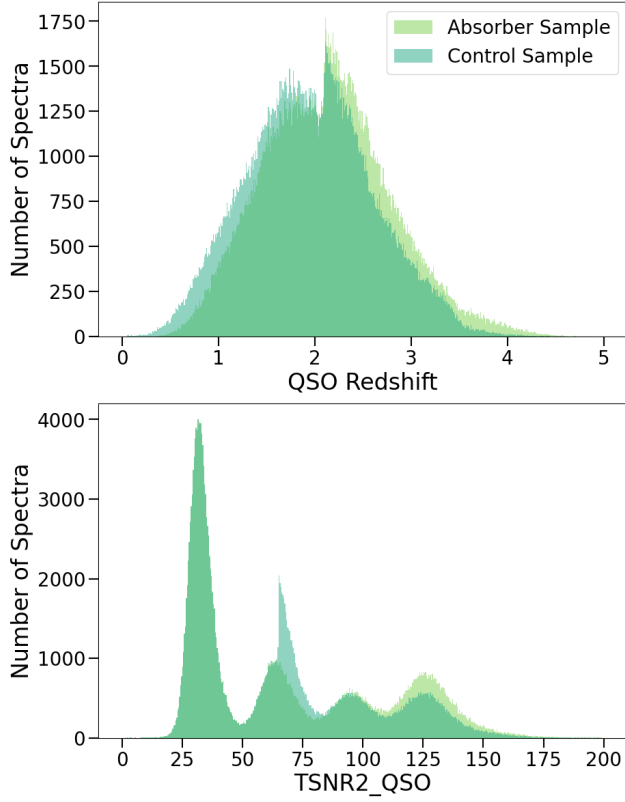 1750
1500
1250
1000
750
500
250
0
Number of Spectra
Absorber Sample
Control Sample
0 1 2 3 4 5
QSO Redshift
4000
3000
2000
1000
0
Number of Spectra
0 25 50 75 100 125 150 175 200
TSNR2_QSO